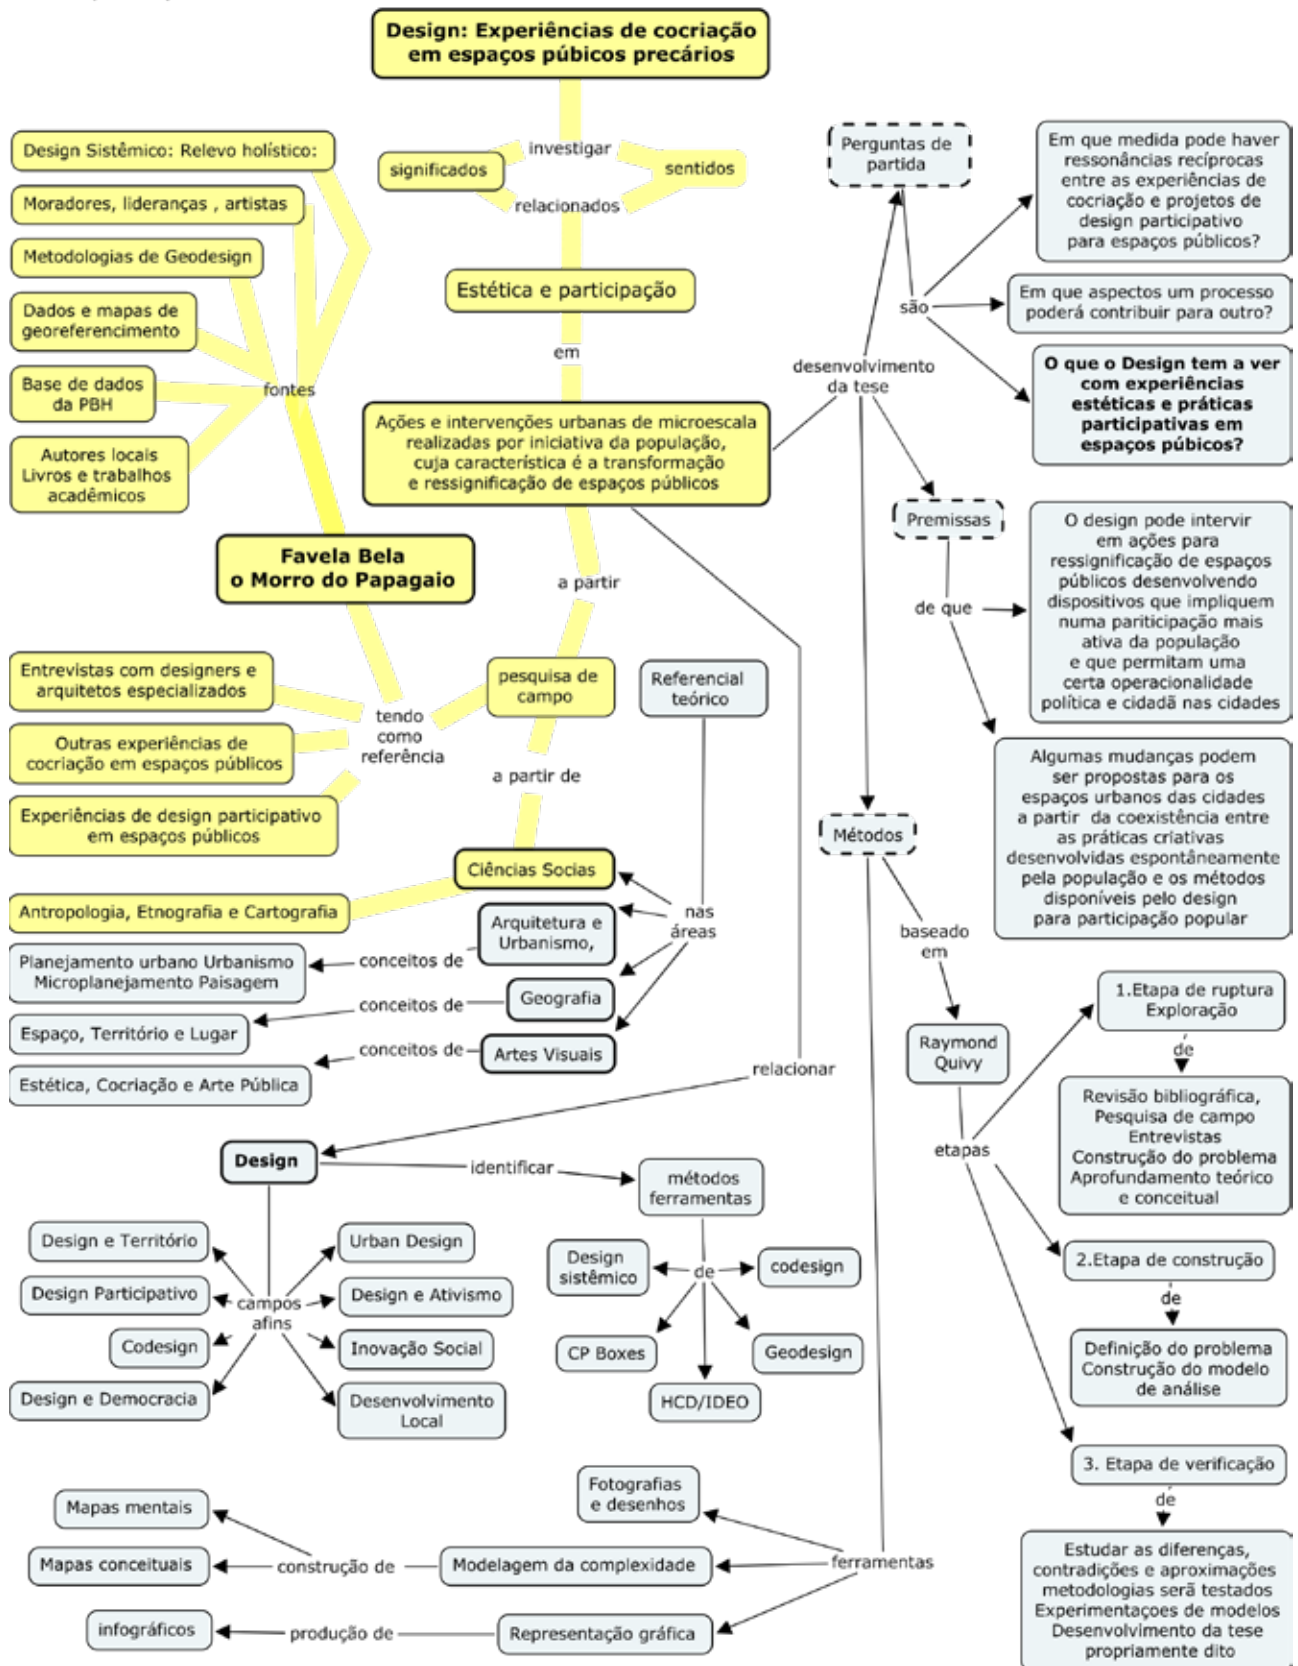 Design: Experiências de cocriação
em espaços púbicos precários
investigar
significados
sentidos
relacionados
Estética e participação
em
Ações e intervenções urbanas de microescala
realizadas por iniciativa da população,
cuja característica é a transformação
e ressignificação de espaços públicos
Design Sistêmico: Relevo holístico:
Moradores, lideranças , artistas
Metodologias de Geodesign
Dados e mapas de
georeferencimento
Base de dados
da PBH
Autores locais
Livros e trabalhos
acadêmicos
fontes
Favela Bela
o Morro do Papagaio
a partir
pesquisa de
campo
tendo
como
referência
Entrevistas com designers e
arquitetos especializados
Outras experiências de
cocriação em espaços públicos
Experiências de design participativo
em espaços públicos
a partir de
Ciências Socias
Antropologia, Etnografia e Cartografia
Referencial
teórico
nas
áreas
Arquitetura e
Urbanismo,
conceitos de
Planejamento urbano Urbanismo
Microplanejamento Paisagem
Geografia
conceitos de
Espaço, Território e Lugar
Artes Visuais
conceitos de
Estética, Cocriação e Arte Pública
relacionar
Design
identificar
métodos
ferramentas
de
Design
sistêmico
codesign
CP Boxes
Geodesign
HCD/IDEO
campos
afins
Design e Território
Urban Design
Design Participativo
Design e Ativismo
Codesign
Inovação Social
Design e Democracia
Desenvolvimento
Local
desenvolvimento
da tese
Perguntas de
partida
são
Em que medida pode haver
ressonâncias recíprocas
entre as experiências de
cocriação e projetos de
design participativo
para espaços públicos?
Em que aspectos um processo
poderá contribuir para outro?
O que o Design tem a ver
com experiências
estéticas e práticas
participativas em
espaços púbicos?
Premissas
de que
O design pode intervir
em ações para
ressignificação de espaços
públicos desenvolvendo
dispositivos que impliquem
numa pariticipação mais
ativa da população
e que permitam uma
certa operacionalidade
política e cidadã nas cidades
Algumas mudanças podem
ser propostas para os
espaços urbanos das cidades
a partir da coexistência entre
as práticas criativas
desenvolvidas espontâneamente
pela população e os métodos
disponíveis pelo design
para participação popular
Métodos
baseado
em
Raymond
Quivy
etapas
1.Etapa de ruptura
Exploração
de
Revisão bibliográfica,
Pesquisa de campo
Entrevistas
Construção do problema
Aprofundamento teórico
e conceitual
2.Etapa de construção
de
Definição do problema
Construção do modelo
de análise
3. Etapa de verificação
de
Estudar as diferenças,
contradições e aproximações
metodologias serã testados
Experimentaçoes de modelos
Desenvolvimento da tese
propriamente dito
ferramentas
Fotografias
e desenhos
Modelagem da complexidade
construção de
Mapas mentais
Mapas conceituais
Representação gráfica
produção de
infográficos